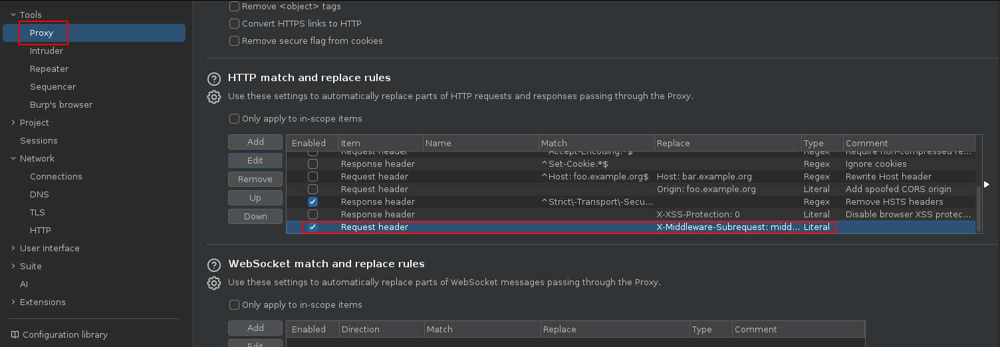 Tools
Proxy
Intruder
Repeater
Sequencer
Burp's browser
Project
Sessions
Network
Connections
DNS
TLS
HTTP
User interface
Suite
AI
Extensions
Configuration library
Remove <object> tags
Convert HTTPS links to HTTP
Remove secure flag from cookies
HTTP match and replace rules
Use these settings to automatically replace parts of HTTP requests and responses passing through the Proxy.
Only apply to in-scope items
Add
Edit
Remove
Up
Down
Enabled Item Name Match Replace Type Comment
Request header ^Accept-Encoding.*$ Regex Require non-compressed re...
Response header ^Set-Cookie.*$ Regex Ignore cookies
Request header ^Host: foo.example.org$ Host: bar.example.org Regex Rewrite Host header
Request header Origin: foo.example.org Literal Add spoofed CORS origin
Response header ^Strict\-Transport\-Secu... Regex Remove HSTS headers
Response header X-XSS-Protection: 0 Literal Disable browser XSS protec...
Request header X-Middleware-Subrequest: midd... Literal
WebSocket match and replace rules
Use these settings to automatically replace parts of WebSocket messages passing through the Proxy.
Only apply to in-scope items
Add
Edit
Enabled Direction Match Replace Type Comment